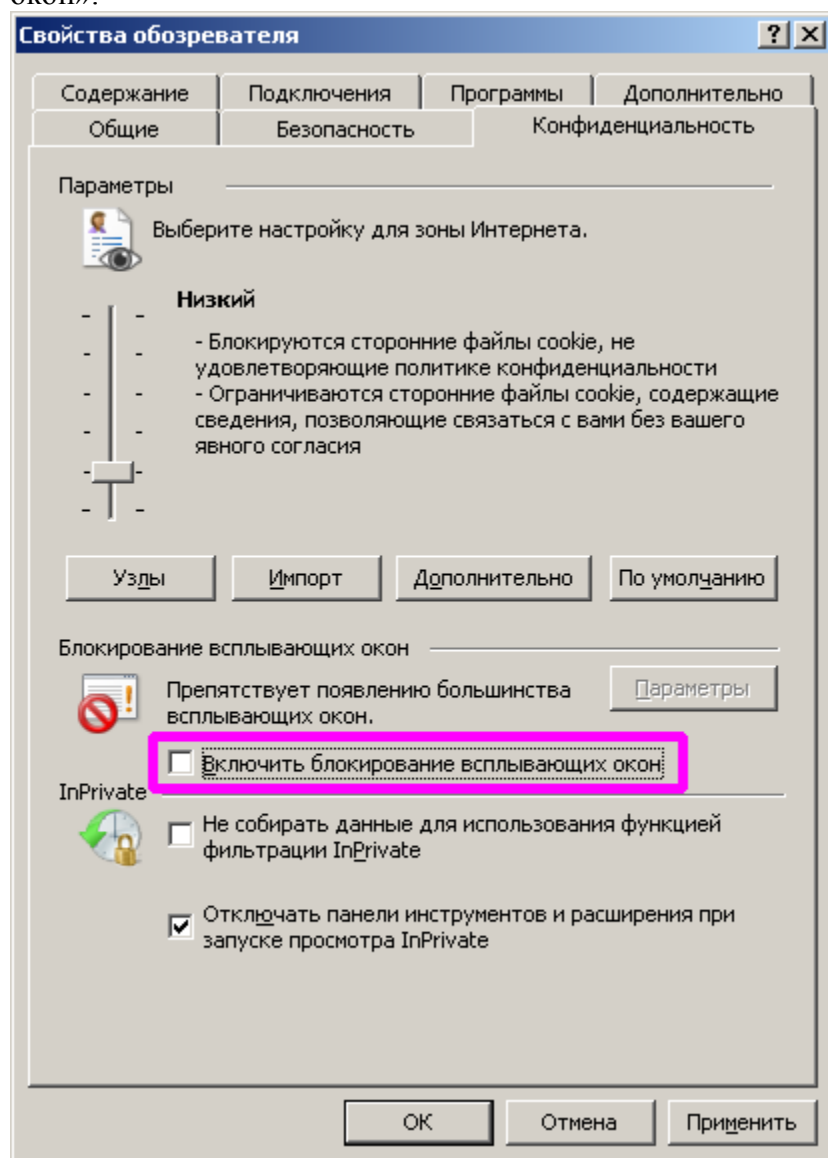 окон».
Свойства обозревателя
Содержание Подключения Программы Дополнительно
Общие Безопасность Конфиденциальность
Параметры
Выберите настройку для зоны Интернета.
Низкий
- Блокируются сторонние файлы cookie, не
удовлетворяющие политике конфиденциальности
- Ограничиваются сторонние файлы cookie, содержащие
сведения, позволяющие связаться с вами без вашего
явного согласия
Узлы Импорт Дополнительно По умолчанию
Блокирование всплывающих окон
Препятствует появлению большинства
всплывающих окон.
Параметры
Включить блокирование всплывающих окон
InPrivate
Не собирать данные для использования функцией
фильтрации InPrivate
Отключать панели инструментов и расширения при
запуске просмотра InPrivate
ОК Отмена Применить